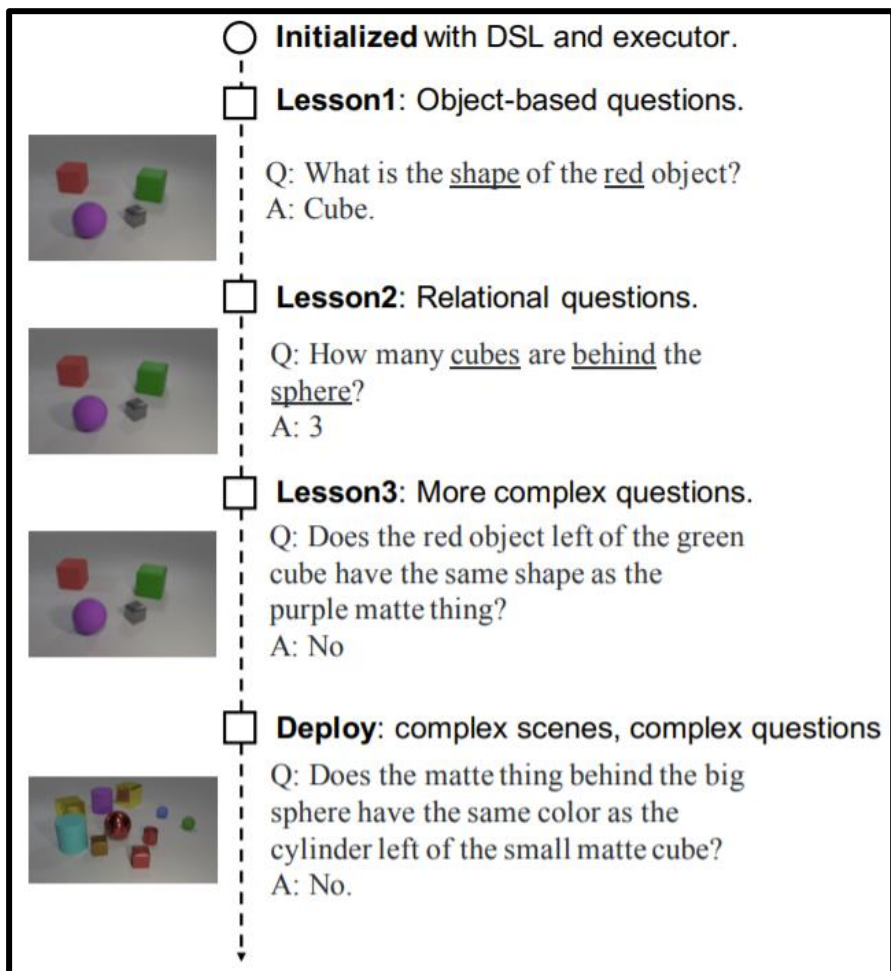 Initialized with DSL and executor.
Lesson1: Object-based questions.
Q: What is the shape of the red object?
A: Cube.
Lesson2: Relational questions.
Q: How many cubes are behind the
sphere?
A: 3
Lesson3: More complex questions.
Q: Does the red object left of the green
cube have the same shape as the
purple matte thing?
A: No
Deploy: complex scenes, complex questions
Q: Does the matte thing behind the big
sphere have the same color as the
cylinder left of the small matte cube?
A: No.